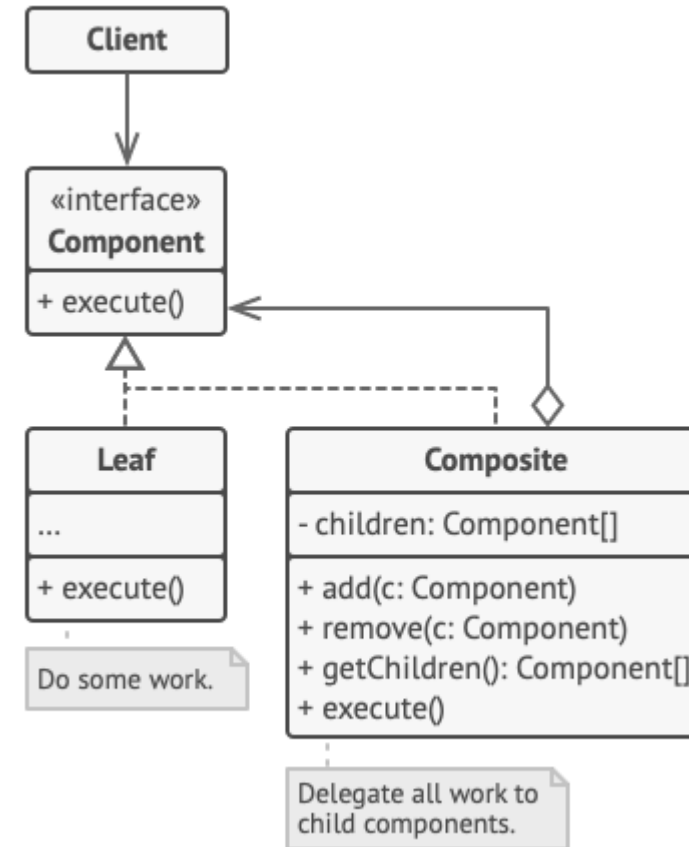 Client
«interface»
Component
+ execute()
Leaf
...
+ execute()
Do some work.
Composite
- children: Component[]
+ add(c: Component)
+ remove(c: Component)
+ getChildren(): Component[]
+ execute()
Delegate all work to
child components.